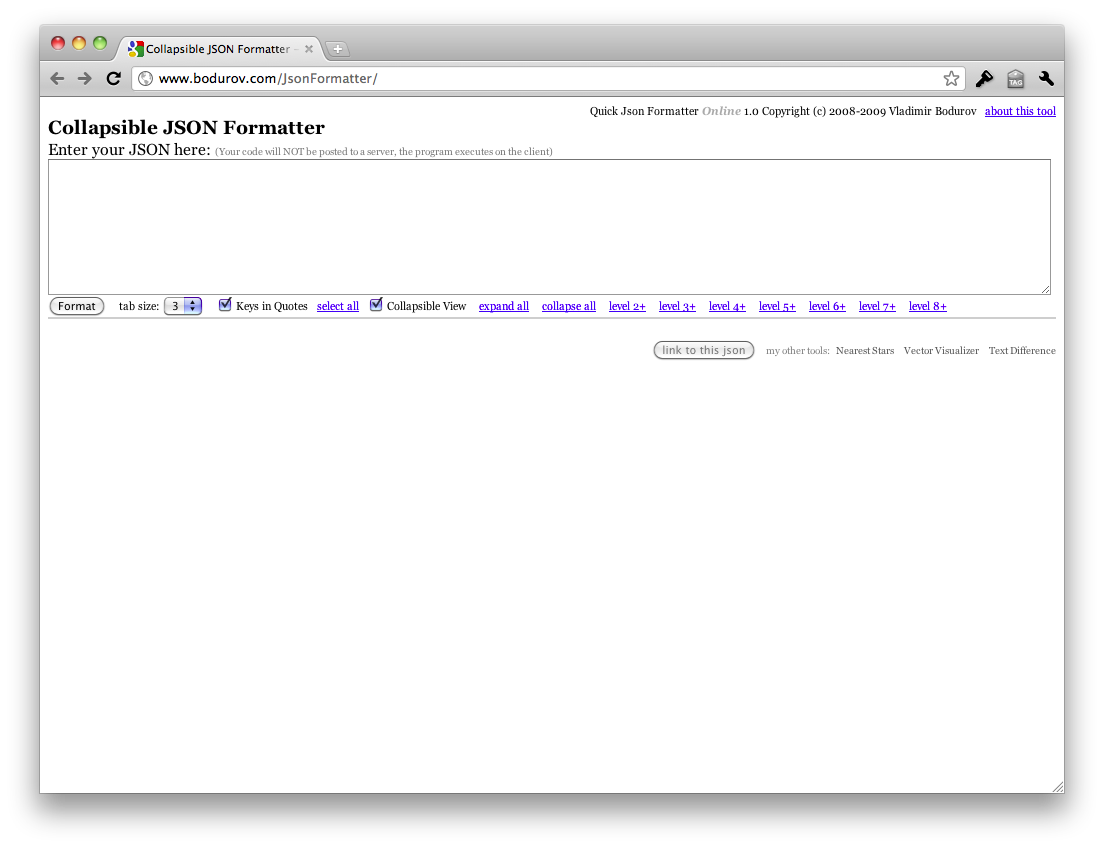 Collapsible JSON Formatter -
www.bodurov.com/JsonFormatter/
TAG
Quick Json Formatter Online 1.0 Copyright (c) 2008-2009 Vladimir Bodurov about this tool
Collapsible JSON Formatter
Enter your JSON here: (Your code will NOT be posted to a server, the program executes on the client)
Format tab size: 3 Keys in Quotes select all Collapsible View expand all collapse all level 2+ level 3+ level 4+ level 5+ level 6+ level 7+ level 8+
link to this json my other tools: Nearest Stars Vector Visualizer Text Difference